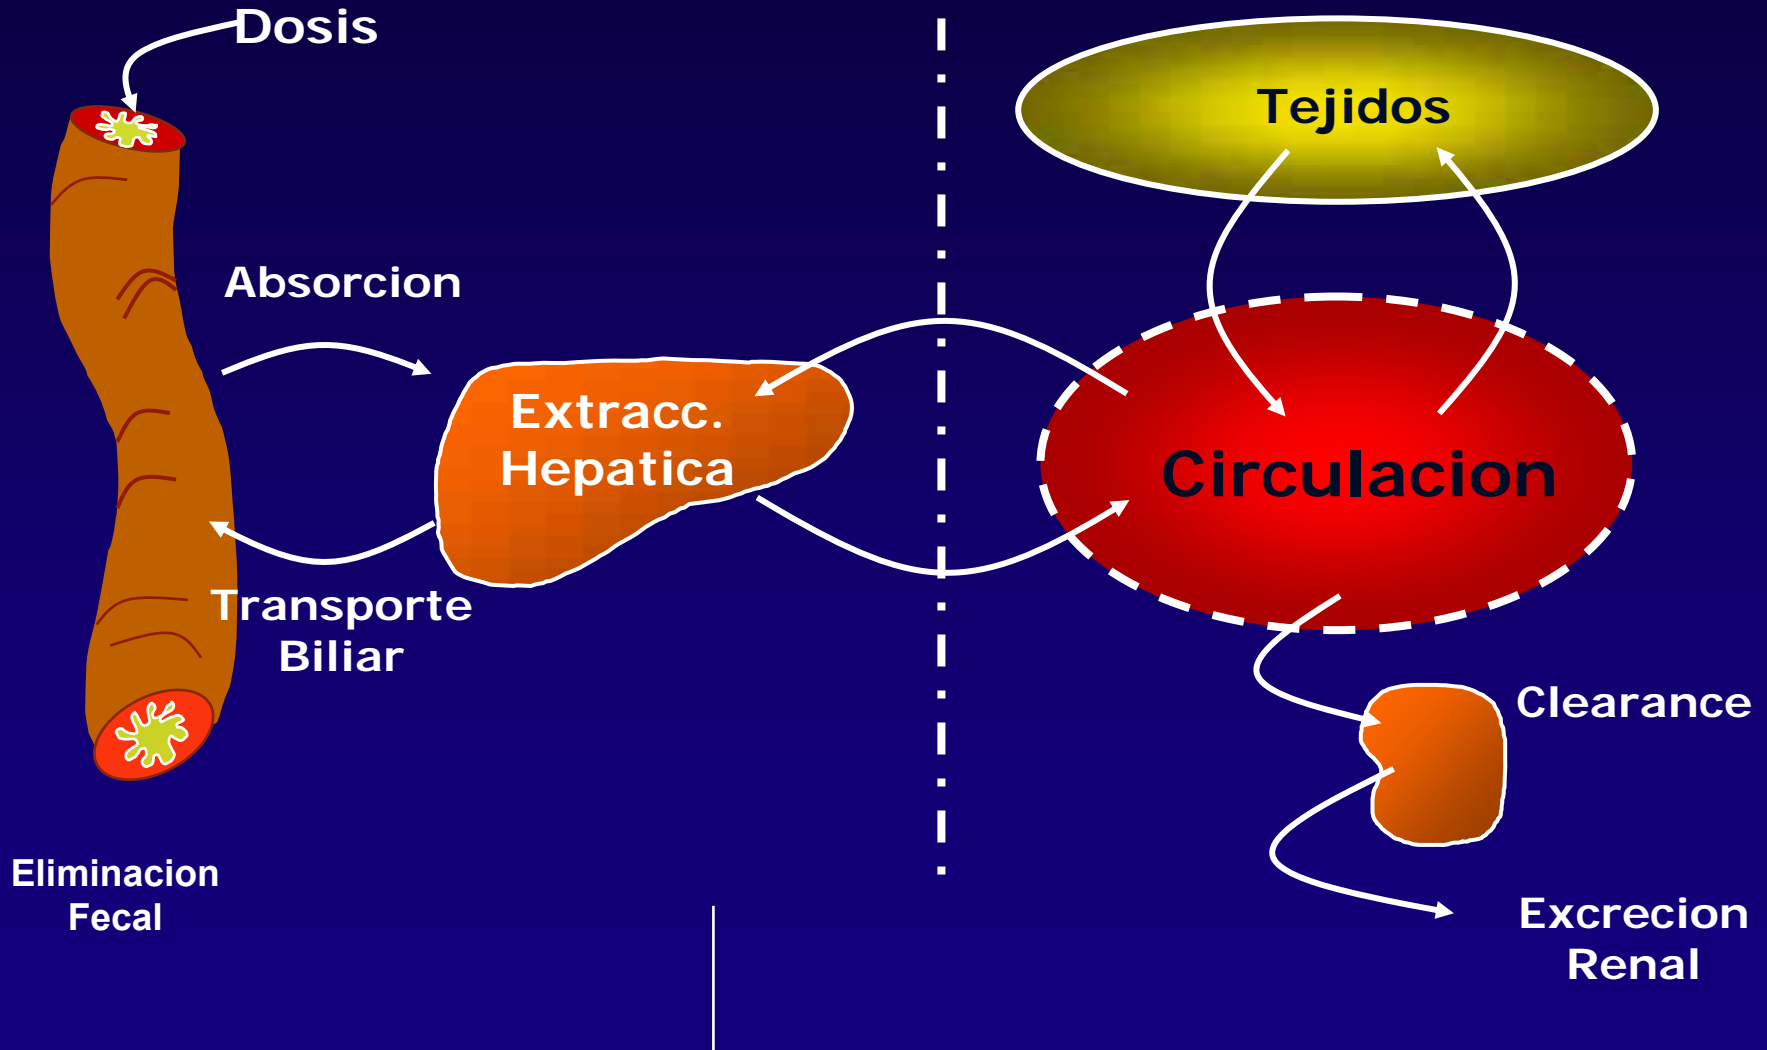 Dosis
Tejidos
Absorcion
Extracc.
Hepatica
Circulacion
Transporte
Biliar
Clearance
Eliminacion
Fecal
Excrecion
Renal